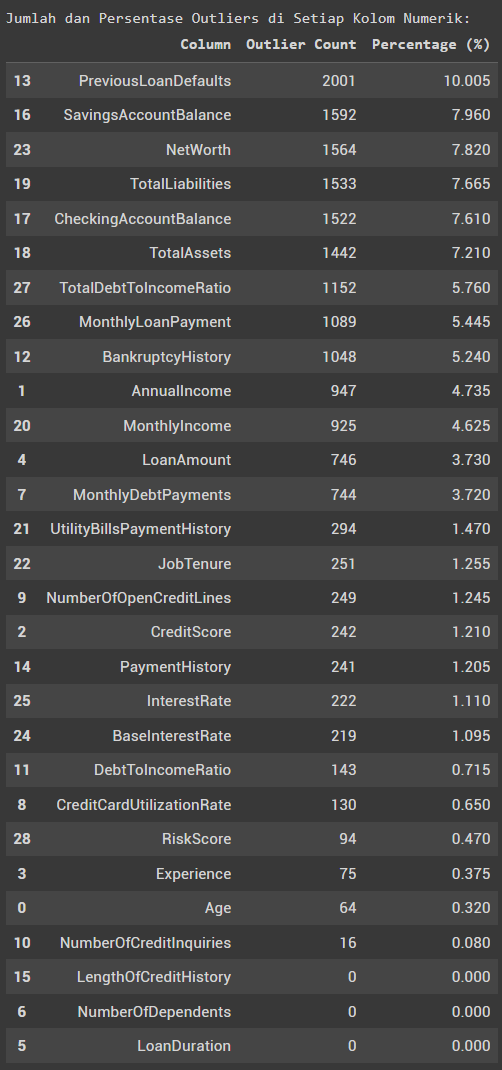 Jumlah dan Persentase Outliers di Setiap Kolom Numerik:
Column Outlier Count Percentage (%)
13 PreviousLoanDefaults 2001 10.005
16 SavingsAccountBalance 1592 7.960
23 NetWorth 1564 7.820
19 TotalLiabilities 1533 7.665
17 CheckingAccountBalance 1522 7.610
18 TotalAssets 1442 7.210
27 TotalDebtToIncomeRatio 1152 5.760
26 MonthlyLoanPayment 1089 5.445
12 BankruptcyHistory 1048 5.240
1 AnnualIncome 947 4.735
20 MonthlyIncome 925 4.625
4 LoanAmount 746 3.730
7 MonthlyDebtPayments 744 3.720
21 UtilityBillsPaymentHistory 294 1.470
22 JobTenure 251 1.255
9 NumberOfOpenCreditLines 249 1.245
2 CreditScore 242 1.210
14 PaymentHistory 241 1.205
25 InterestRate 222 1.110
24 BaseInterestRate 219 1.095
11 DebtToIncomeRatio 143 0.715
8 CreditCardUtilizationRate 130 0.650
28 RiskScore 94 0.470
3 Experience 75 0.375
0 Age 64 0.320
10 NumberOfCreditInquiries 16 0.080
15 LengthOfCreditHistory 0 0.000
6 NumberOfDependents 0 0.000
5 LoanDuration 0 0.000